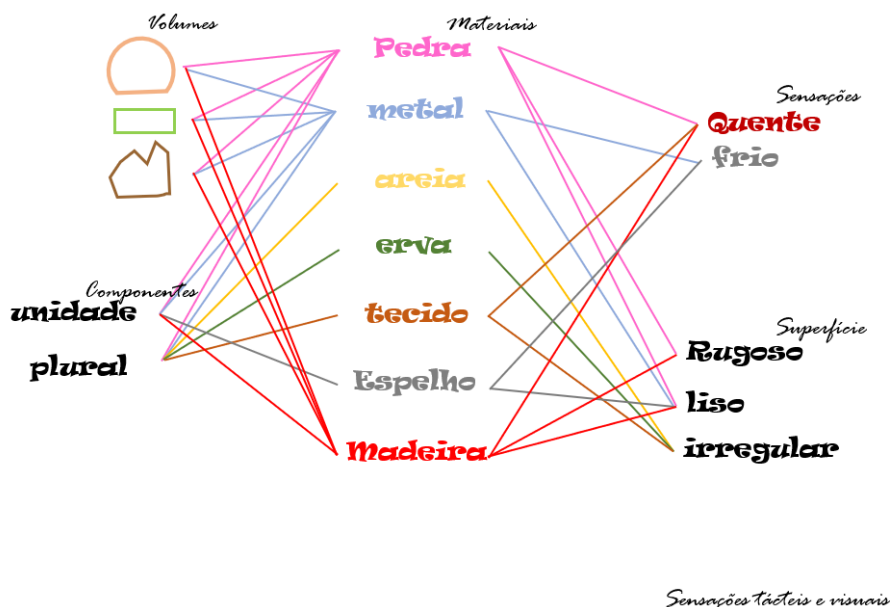 Volumes
Materiais
Pedra
metal
areia
erva
tecido
Espelho
Madeira
Componentes
unidade
plural
Sensações
Quente
frio
Superfície
Rugoso
liso
irregular
Sensações tácteis e visuais